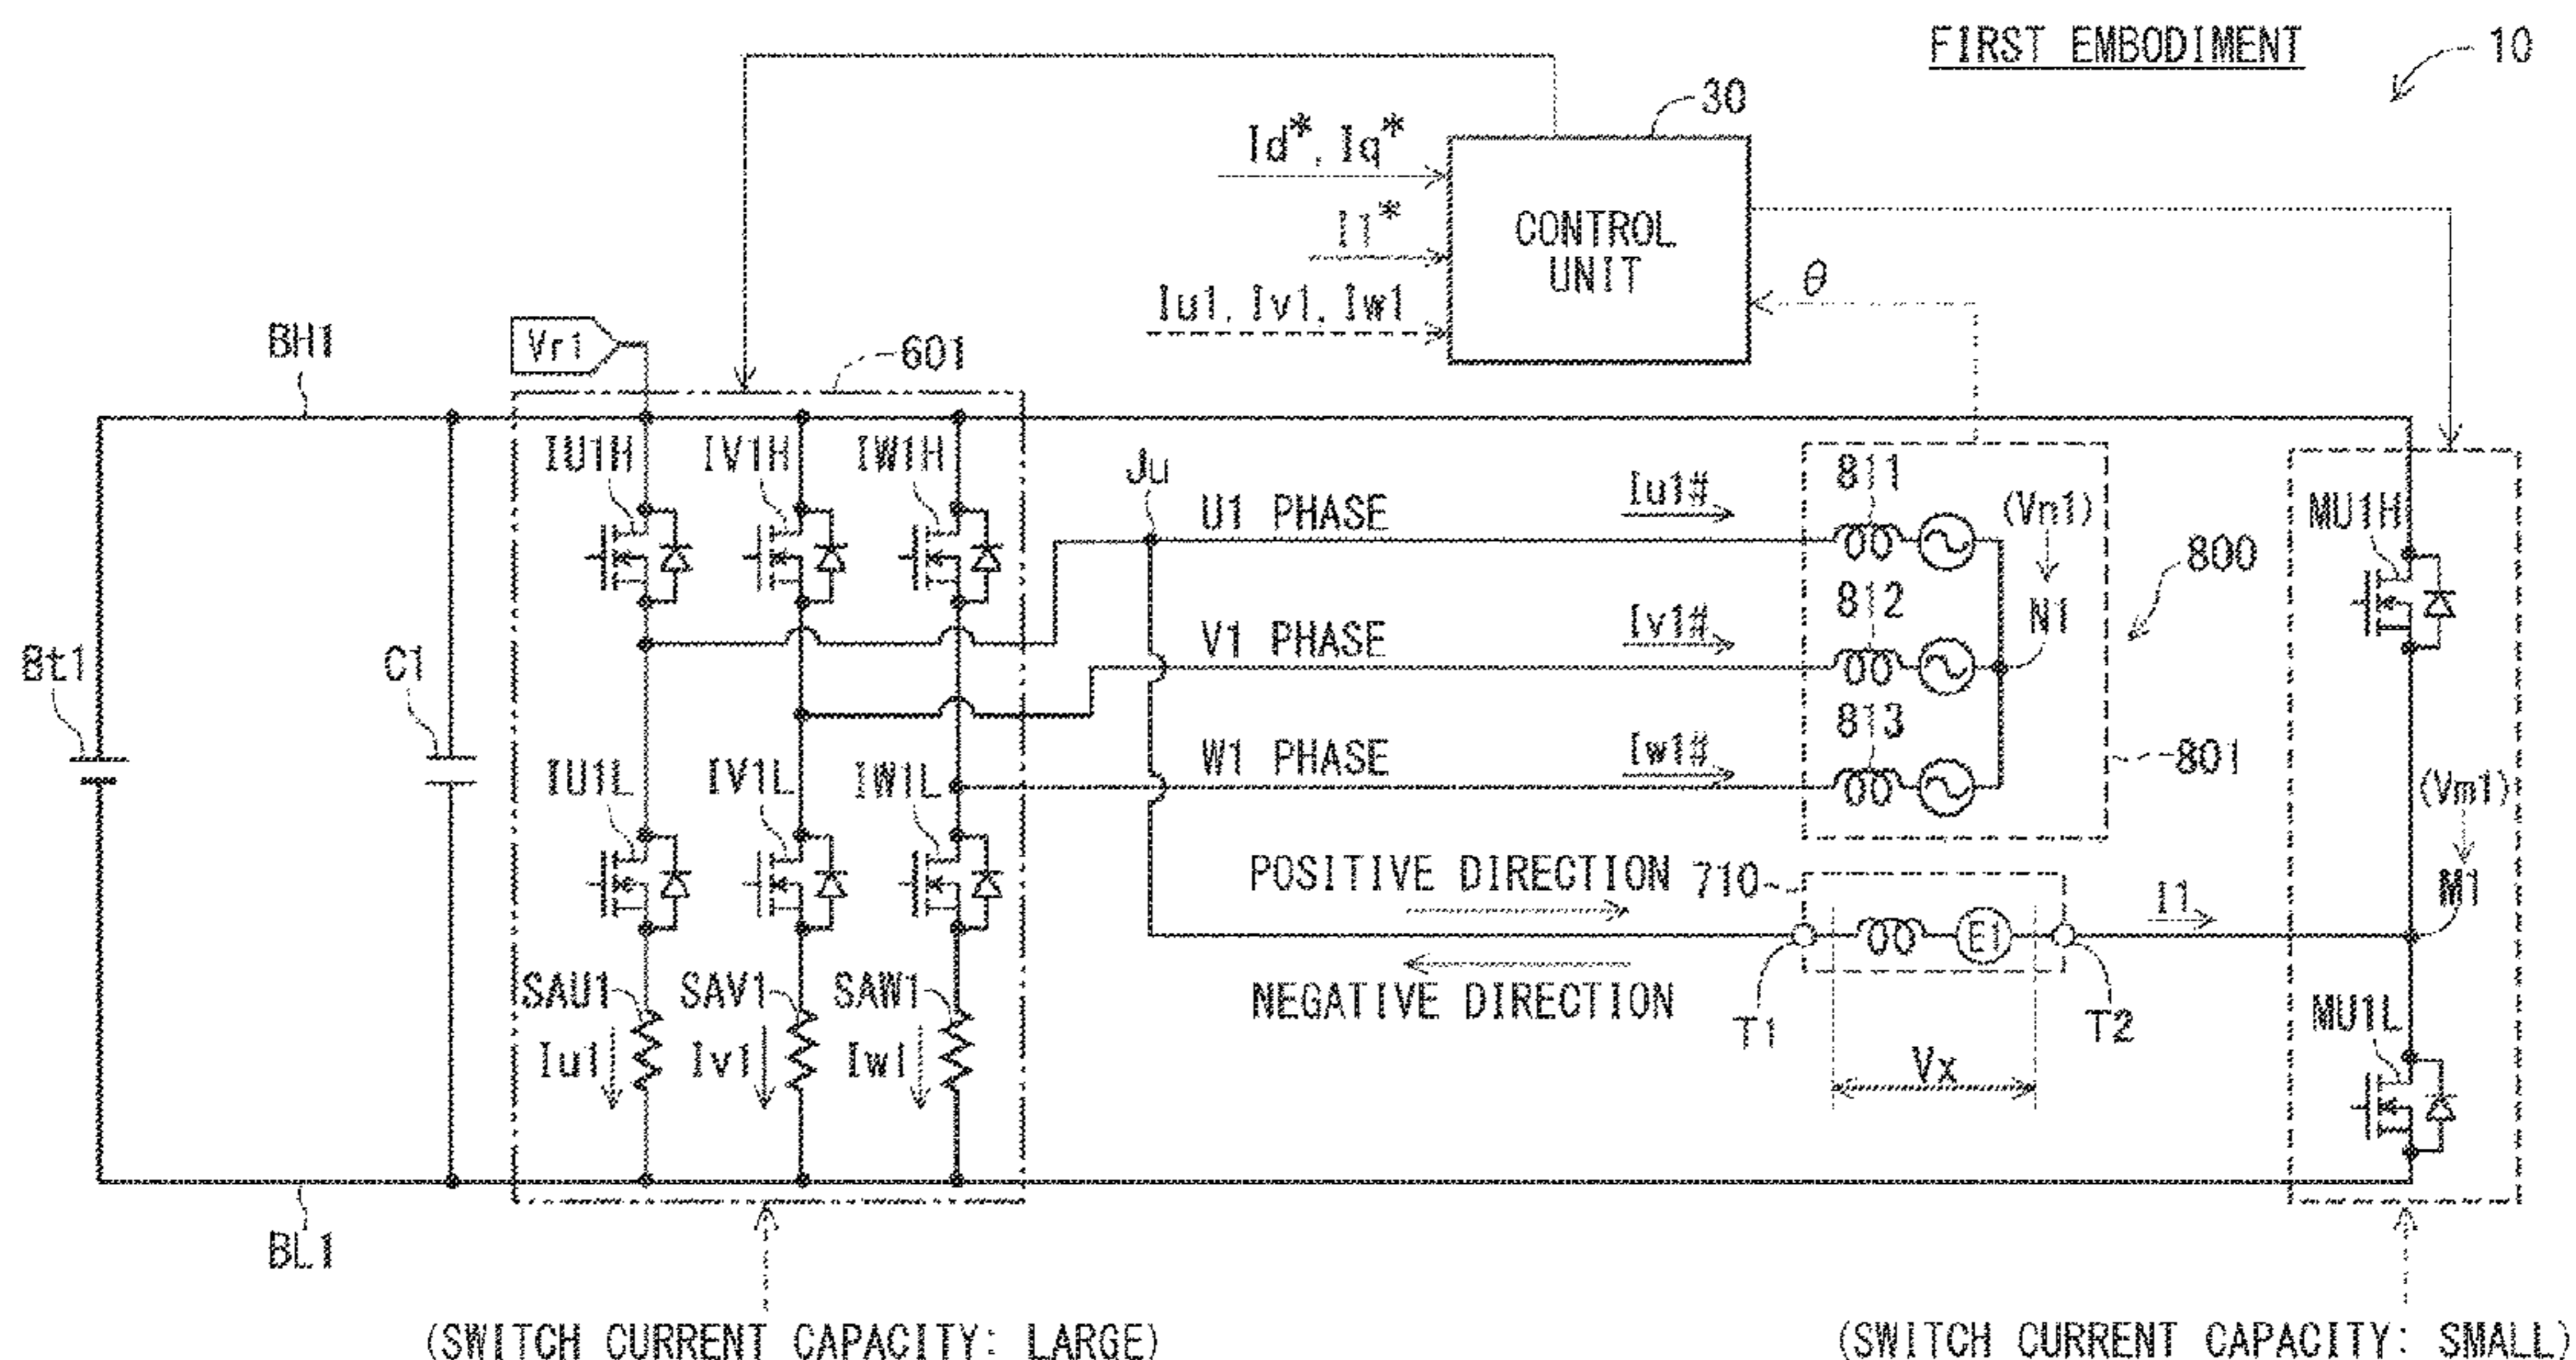 FIRST EMBODIMENT
10
30
Id*, Iq*
I1*
Iu1, Iv1, Iw1
CONTROL
UNIT
θ
BH1
Vr1
601
IU1H
IV1H
IW1H
Ju
U1 PHASE
Iu1#
811
(Vn1)
MU1H
800
V1 PHASE
Iv1#
812
N1
Bt1
C1
W1 PHASE
Iw1#
813
801
(Vm1)
IU1L
IV1L
IW1L
POSITIVE DIRECTION
710
I1
M1
E1
NEGATIVE DIRECTION
T1
T2
SAU1
SAV1
SAW1
MU1L
Iu1
Iv1
Iw1
Vx
BL1
(SWITCH CURRENT CAPACITY: LARGE)
(SWITCH CURRENT CAPACITY: SMALL)